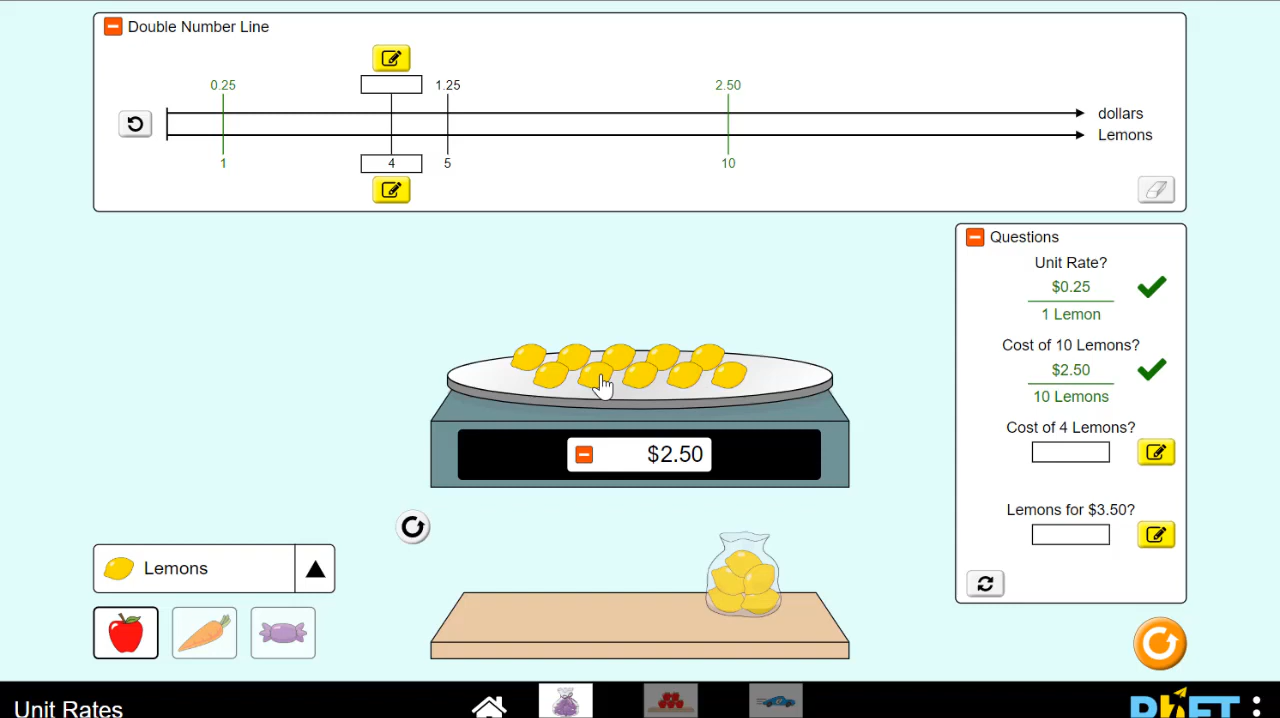 Double Number Line
0.25
1.25
2.50
dollars
Lemons
1
4
5
10
Questions
Unit Rate?
$0.25
1 Lemon
Cost of 10 Lemons?
$2.50
10 Lemons
Cost of 4 Lemons?
Lemons for $3.50?
$2.50
Lemons
Unit Rates
PhET